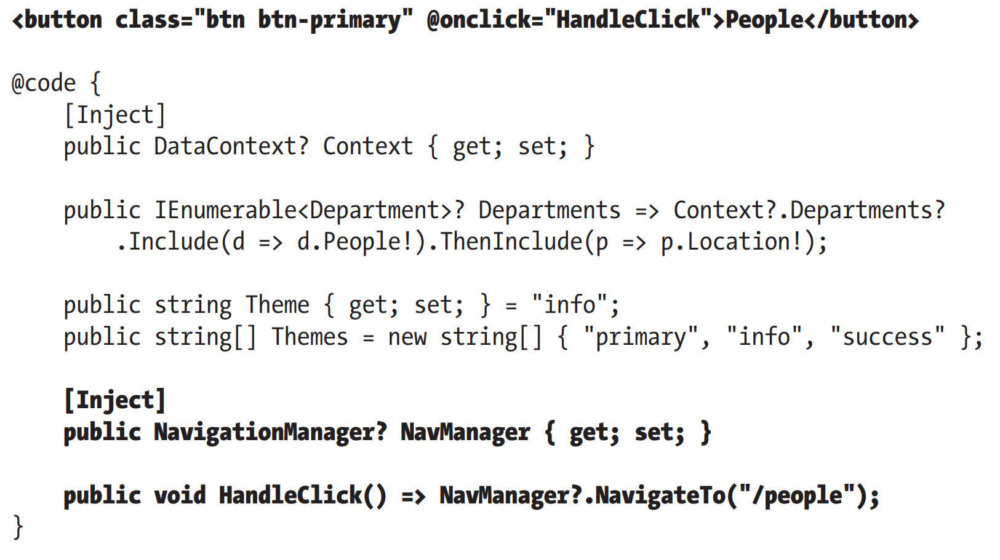 <button class="btn btn-primary" @onclick="HandleClick">People</button>
@code {
    [Inject]
    public DataContext? Context { get; set; }
    public IEnumerable<Department>? Departments => Context?.Departments?
        .Include(d => d.People!).ThenInclude(p => p.Location!);
    public string Theme { get; set; } = "info";
    public string[] Themes = new string[] { "primary", "info", "success" };
    [Inject]
    public NavigationManager? NavManager { get; set; }
    public void HandleClick() => NavManager?.NavigateTo("/people");
}